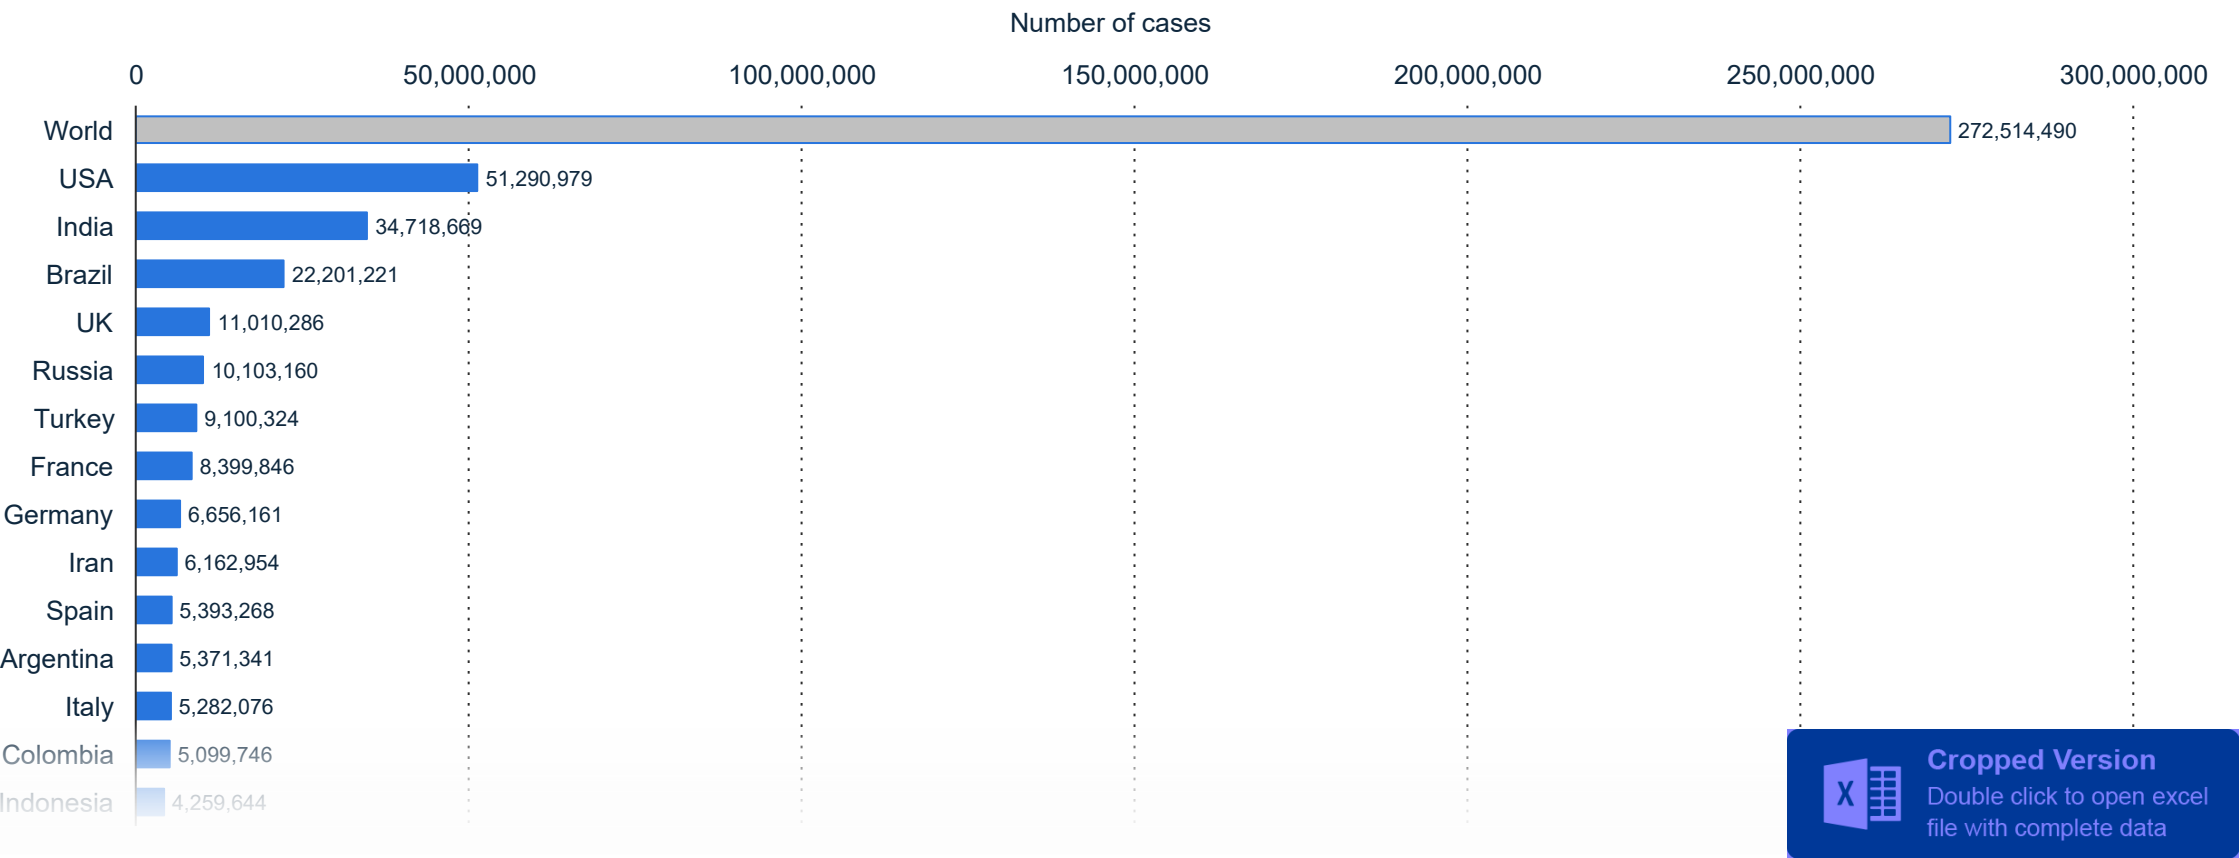 Number of cases
0 50,000,000 100,000,000 150,000,000 200,000,000 250,000,000 300,000,000
World 272,514,490
USA 51,290,979
India 34,718,669
Brazil 22,201,221
UK 11,010,286
Russia 10,103,160
Turkey 9,100,324
France 8,399,846
Germany 6,656,161
Iran 6,162,954
Spain 5,393,268
Argentina 5,371,341
Italy 5,282,076
Colombia 5,099,746
Indonesia 4,259,644
X
Cropped Version
Double click to open excel
file with complete data